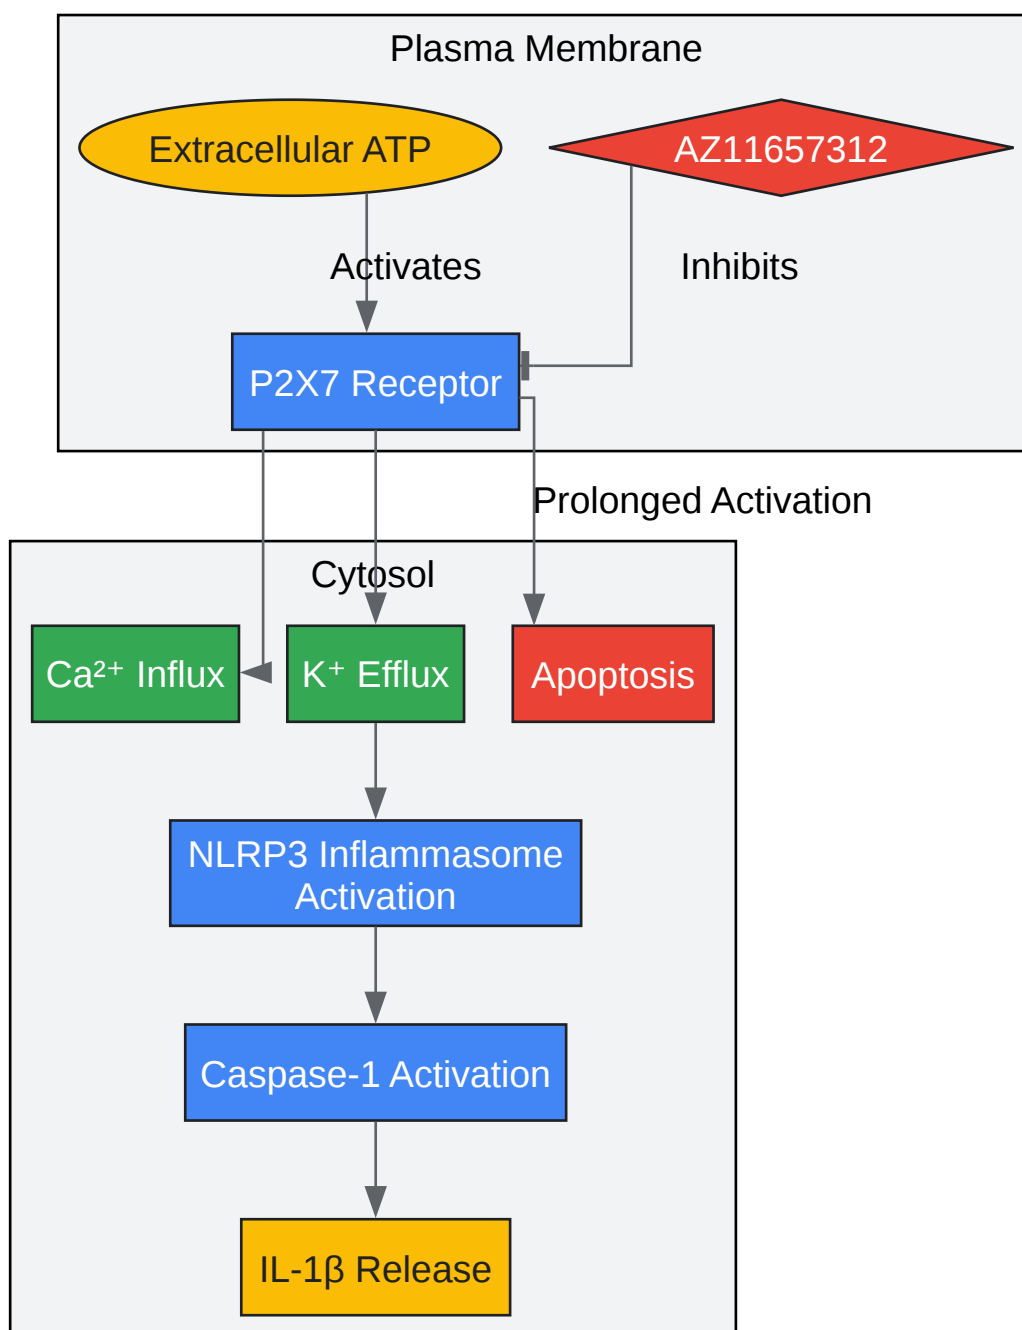 Plasma Membrane
Extracellular ATP
AZ11657312
Activates
Inhibits
P2X7 Receptor
Prolonged Activation
Cytosol
Ca²⁺ Influx
K⁺ Efflux
Apoptosis
NLRP3 Inflammasome
Activation
Caspase-1 Activation
IL-1β Release